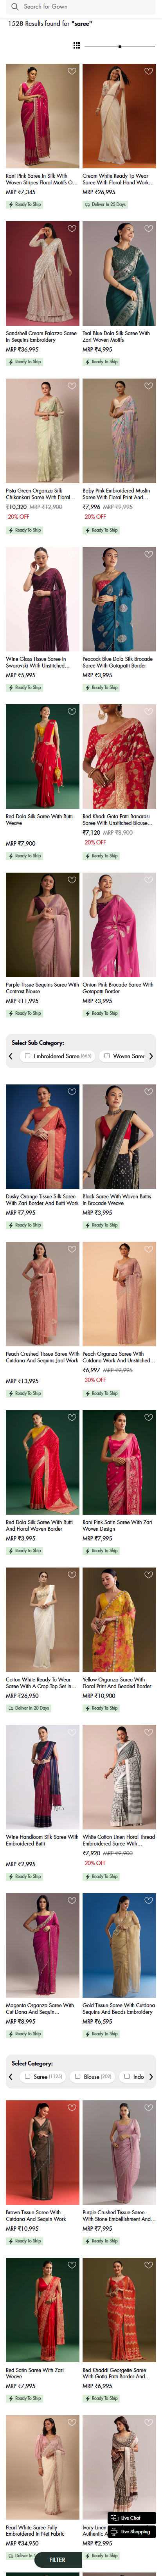 Search for Gown
1528 Results found for "saree"
Rani Pink Saree In Silk With
Woven Stripes Floral Motifs O...
MRP ₹7,345
Ready To Ship
Cream White Ready Tp Wear
Saree With Floral Hand Work...
MRP ₹26,995
Deliver In 25 Days
Sandshell Cream Palazzo Saree
In Sequins Embroidery
MRP ₹36,995
Ready To Ship
Teal Blue Dola Silk Saree With
Zari Woven Motifs
MRP ₹4,995
Ready To Ship
Pista Green Organza Silk
Chikankari Saree With Floral...
₹10,320 MRP ₹12,900
20% OFF
Ready To Ship
Baby Pink Embroidered Muslin
Saree With Floral Print And...
₹7,996 MRP ₹9,995
20% OFF
Ready To Ship
Wine Glass Tissue Saree In
Swarovski With Unstitched...
MRP ₹5,995
Ready To Ship
Peacock Blue Dola Silk Brocade
Saree With Gotapatti Border
MRP ₹3,995
Ready To Ship
Red Dola Silk Saree With Butti
Weave
MRP ₹7,900
Ready To Ship
Red Khadi Gota Patti Banarasi
Saree With Unstitched Blouse...
₹7,120 MRP ₹8,900
20% OFF
Ready To Ship
Purple Tissue Sequins Saree With
Contrast Blouse
MRP ₹11,995
Ready To Ship
Onion Pink Brocade Saree With
Gotapatti Border
MRP ₹3,995
Ready To Ship
Select Sub Category:
Embroidered Saree (665)
Woven Saree
Dusky Orange Tissue Silk Saree
With Zari Border And Butti Work
MRP ₹7,995
Ready To Ship
Black Saree With Woven Buttis
In Brocade Weave
MRP ₹3,995
Ready To Ship
Peach Crushed Tissue Saree With
Cutdana And Sequins Jaal Work
MRP ₹13,995
Ready To Ship
Peach Organza Saree With
Cutdana Work And Unstitched...
₹6,997 MRP ₹9,995
30% OFF
Ready To Ship
Red Dola Silk Saree With Butti
And Floral Woven Border
MRP ₹3,995
Ready To Ship
Rani Pink Satin Saree With Zari
Woven Design
MRP ₹7,995
Ready To Ship
Cotton White Ready To Wear
Saree With A Crop Top Set In...
MRP ₹26,950
Deliver In 20 Days
Yellow Organza Saree With
Floral Print And Beaded Border
MRP ₹10,900
Ready To Ship
Wine Handloom Silk Saree With
Embroidered Butti
MRP ₹2,995
Ready To Ship
White Cotton Linen Floral Thread
Embroidered Saree With...
₹7,920 MRP ₹9,900
20% OFF
Ready To Ship
Magenta Organza Saree With
Cut Dana And Sequin...
MRP ₹8,995
Ready To Ship
Gold Tissue Saree With Cutdana
Sequins And Beads Embroidery
MRP ₹6,595
Ready To Ship
Select Category:
Saree (1125)
Blouse (202)
Indo
Brown Tissue Saree With
Cutdana And Sequin Work
MRP ₹10,995
Ready To Ship
Purple Crushed Tissue Saree
With Stone Embellishment And...
MRP ₹7,995
Ready To Ship
Red Satin Saree With Zari
Weave
MRP ₹7,995
Ready To Ship
Red Khaddi Georgette Saree
With Gotta Patti Border And...
MRP ₹6,995
Ready To Ship
Pearl White Saree Fully
Embroidered In Net Fabric
MRP ₹34,950
Deliver In
Ivory Linen
Authentic A
MRP ₹2,995
Ready To Ship
Live Chat
Live Shopping
FILTER